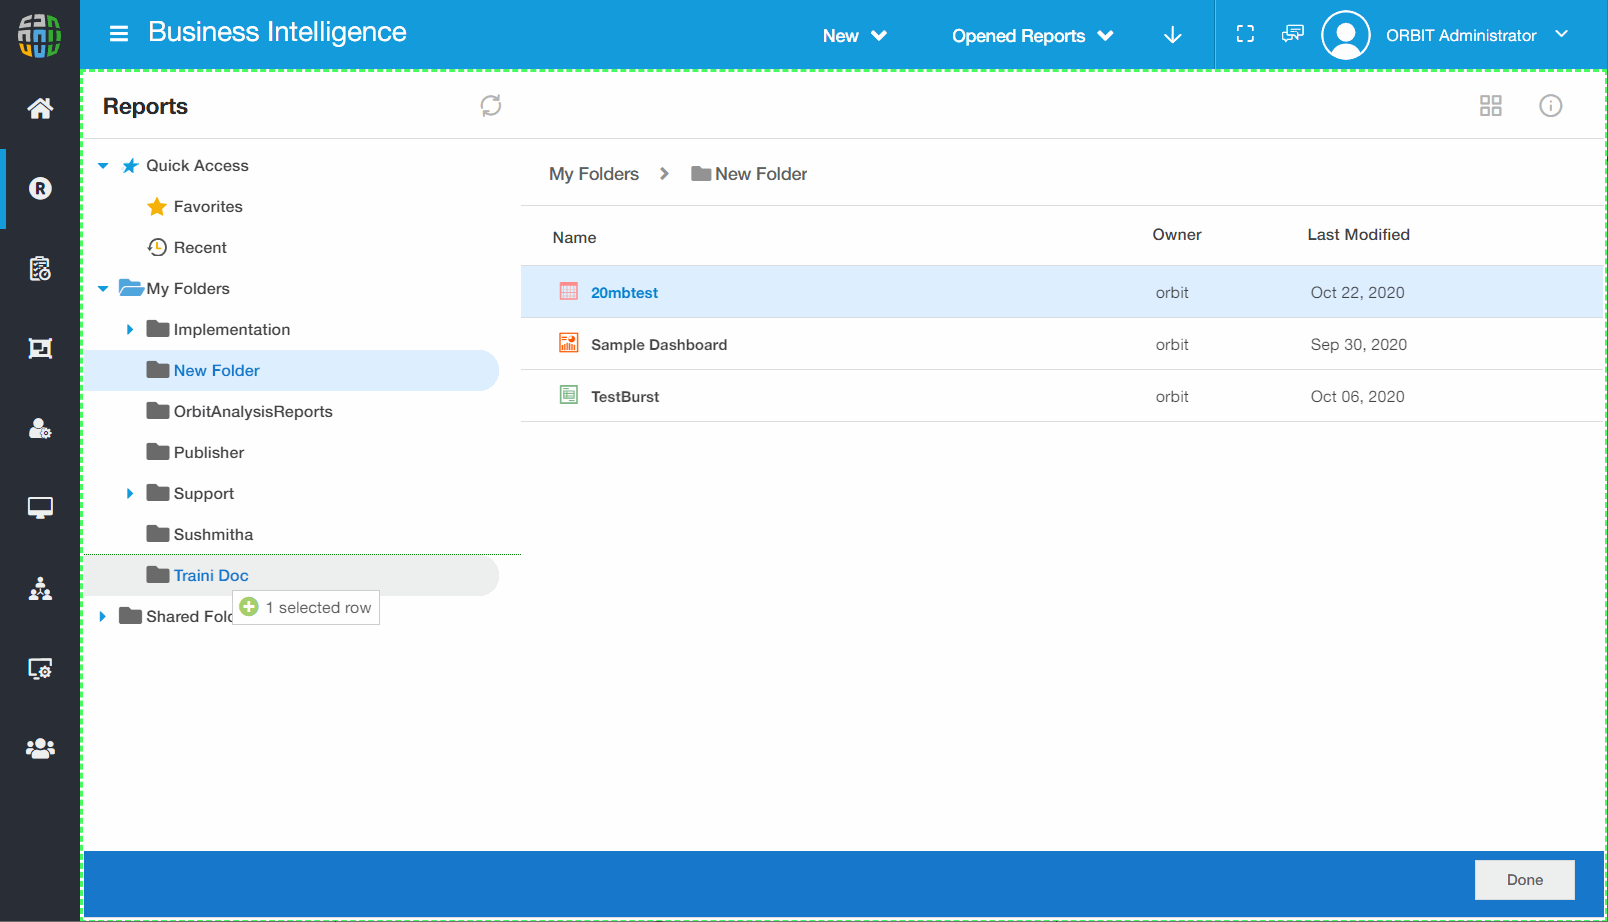 Business Intelligence
New
Opened Reports
ORBIT Administrator
Reports
Quick Access
Favorites
Recent
My Folders
Implementation
New Folder
OrbitAnalysisReports
Publisher
Support
Sushmitha
Traini Doc
1 selected row
Shared Fold
My Folders > New Folder
Name Owner Last Modified
20mbtest orbit Oct 22, 2020
Sample Dashboard orbit Sep 30, 2020
TestBurst orbit Oct 06, 2020
Done